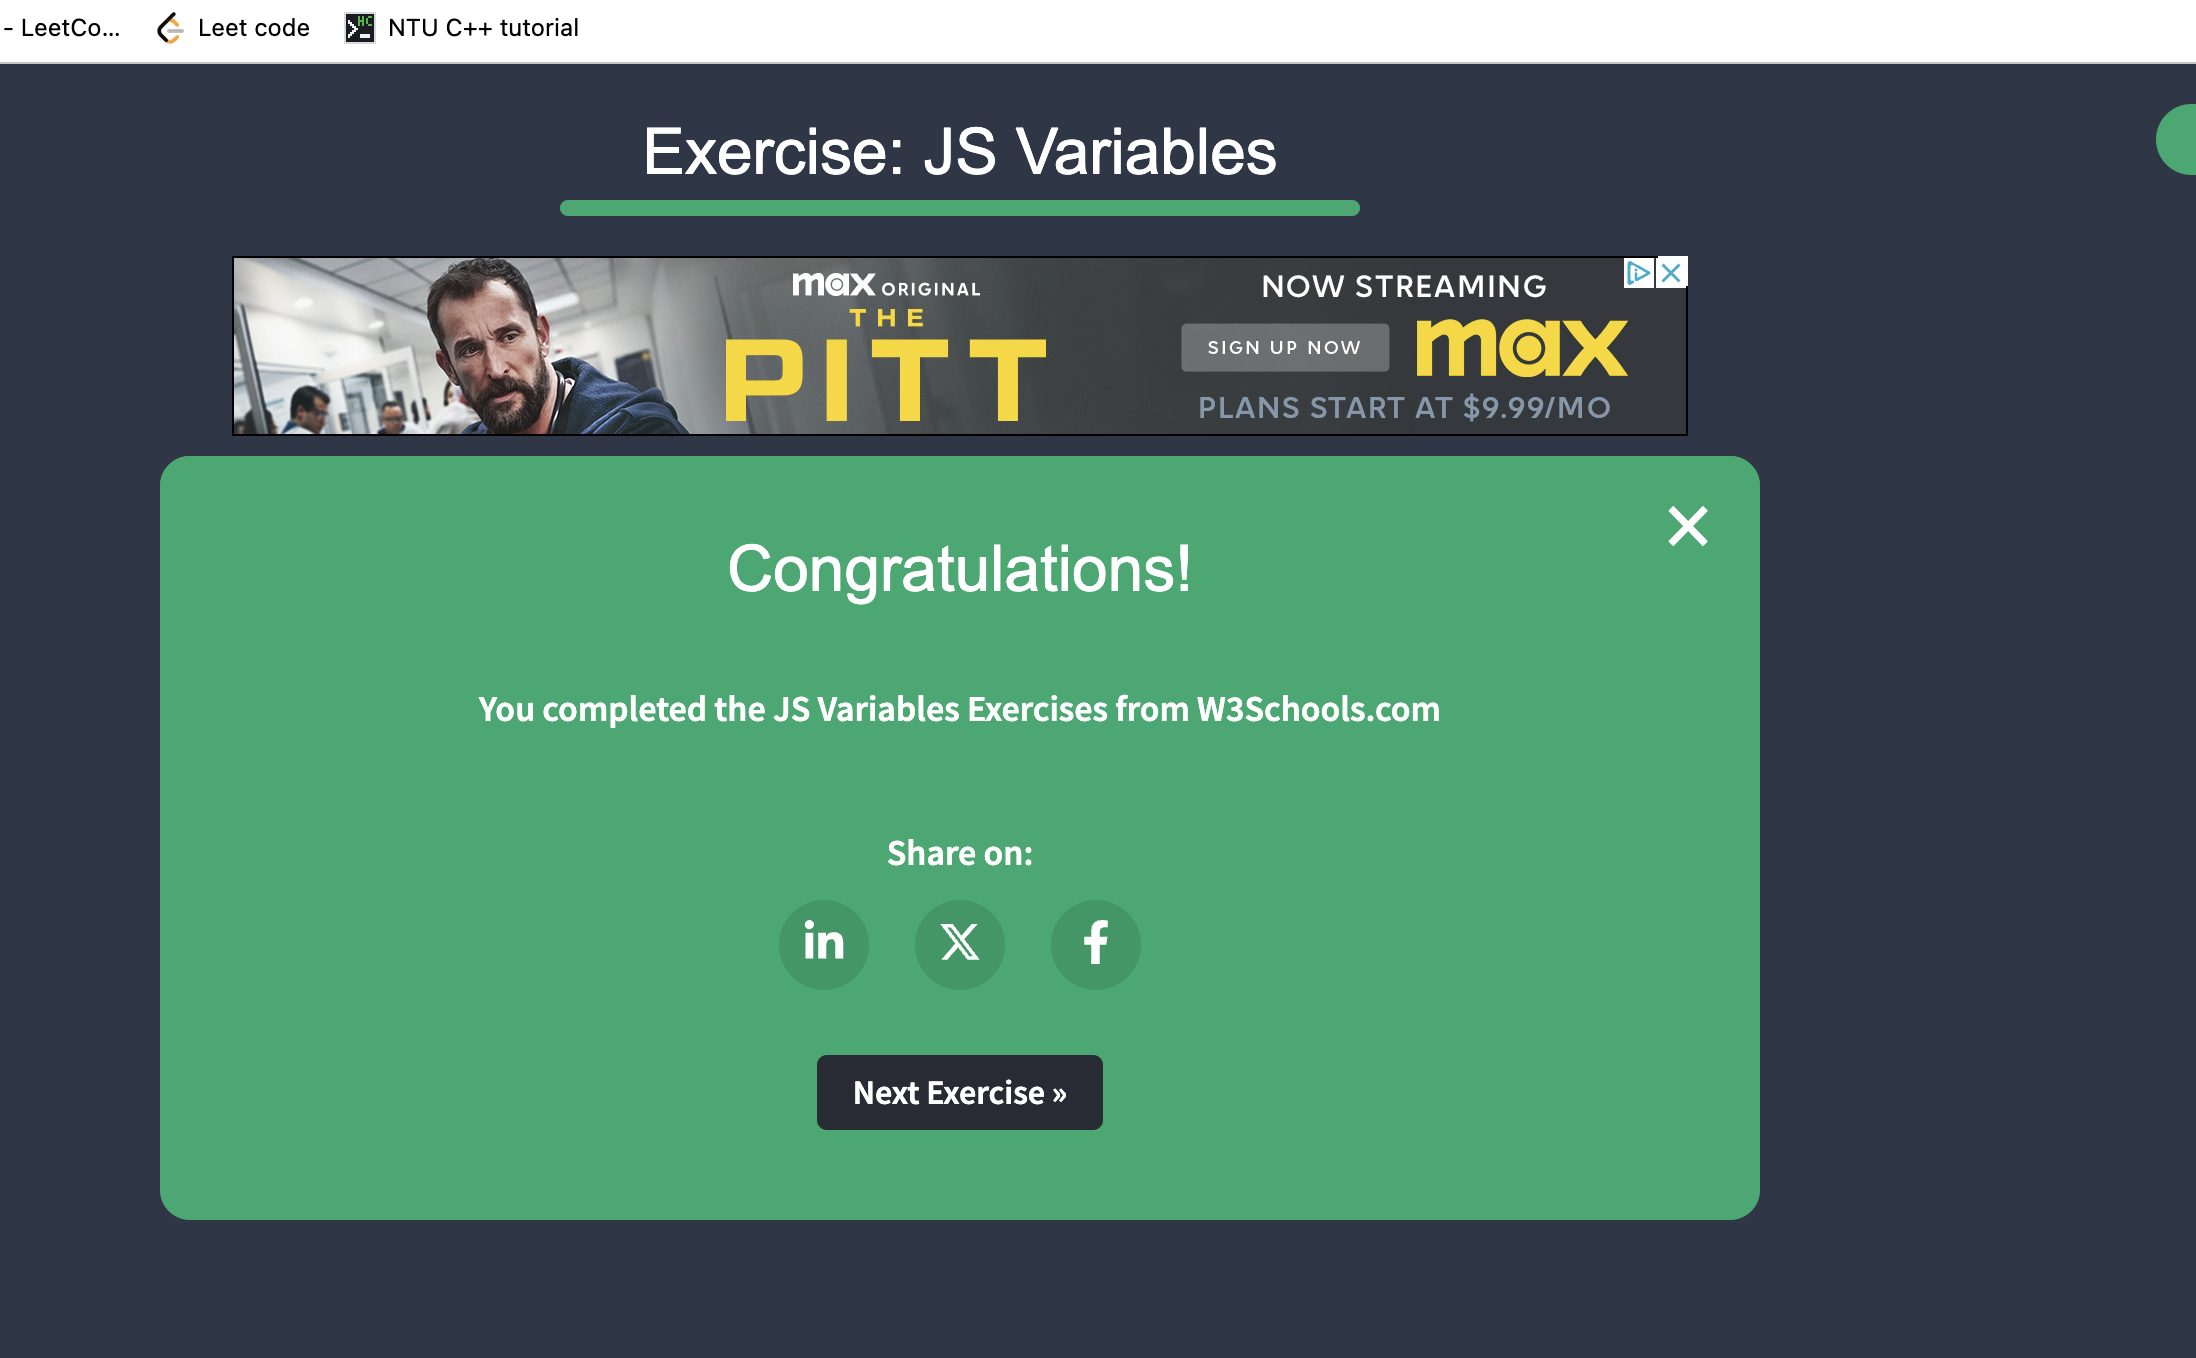 - LeetCo...
Leet code
NTU C++ tutorial
Exercise: JS Variables
max ORIGINAL
THE
PITT
NOW STREAMING
SIGN UP NOW
max
PLANS START AT $9.99/MO
Congratulations!
You completed the JS Variables Exercises from W3Schools.com
Share on:
in
X
f
Next Exercise »